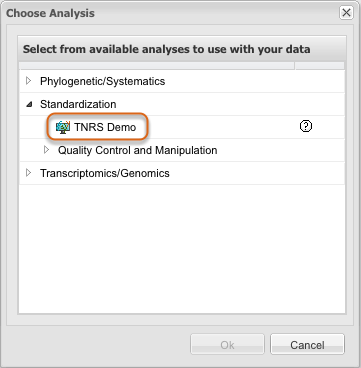 Choose Analysis
Select from available analyses to use with your data
Phylogenetic/Systematics
Standardization
TNRS Demo ?
Quality Control and Manipulation
Transcriptomics/Genomics
Ok Cancel